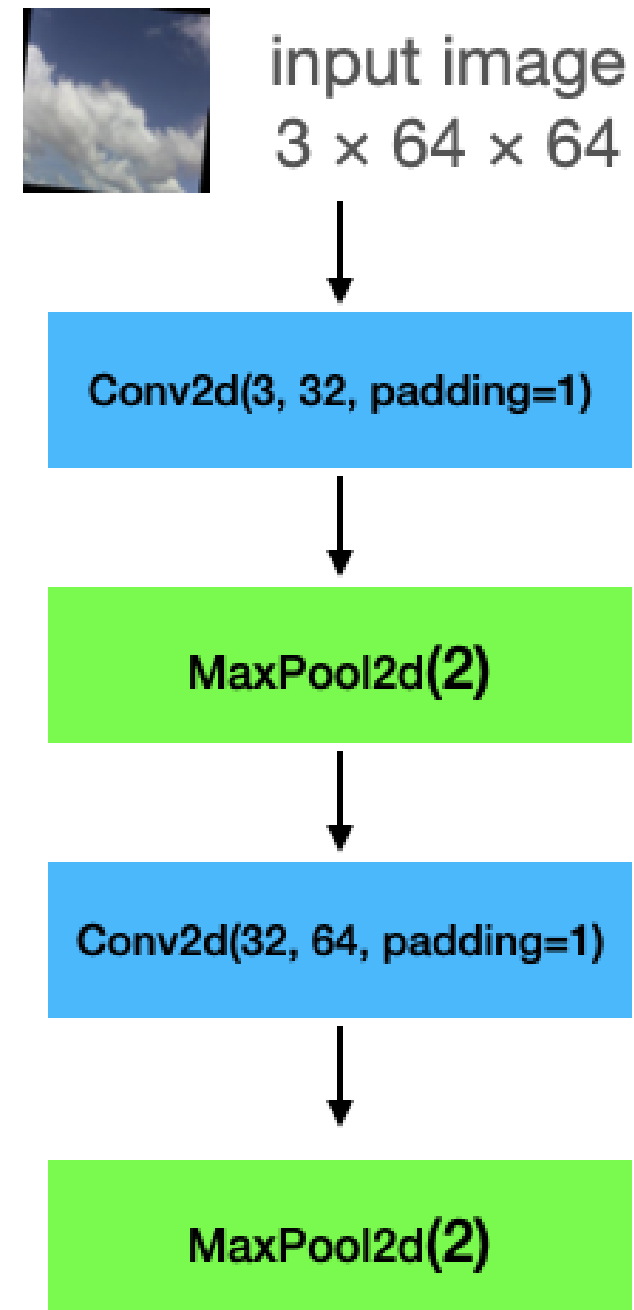 input image
3 × 64 × 64
Conv2d(3, 32, padding=1)
MaxPool2d(2)
Conv2d(32, 64, padding=1)
MaxPool2d(2)